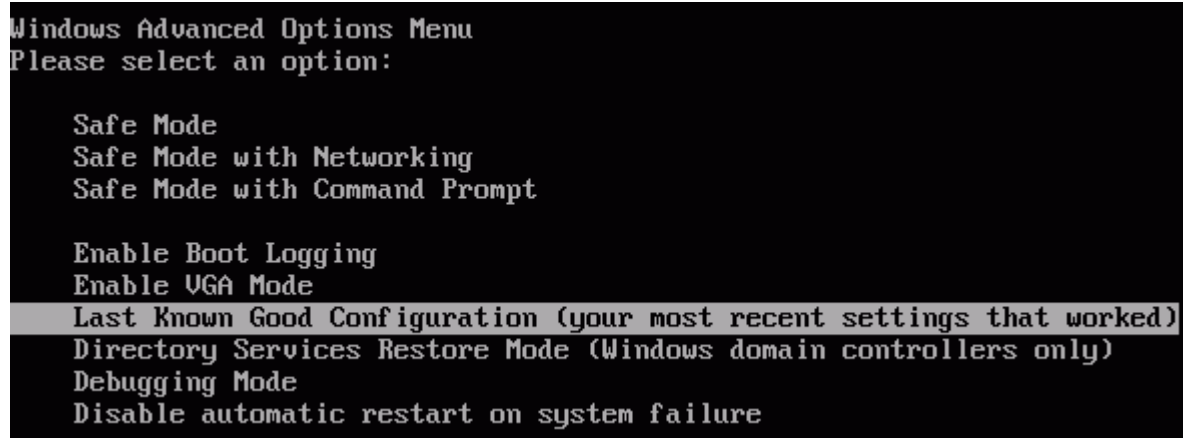 Windows Advanced Options Menu
Please select an option:
Safe Mode
Safe Mode with Networking
Safe Mode with Command Prompt
Enable Boot Logging
Enable VGA Mode
Last Known Good Configuration (your most recent settings that worked)
Directory Services Restore Mode (Windows domain controllers only)
Debugging Mode
Disable automatic restart on system failure